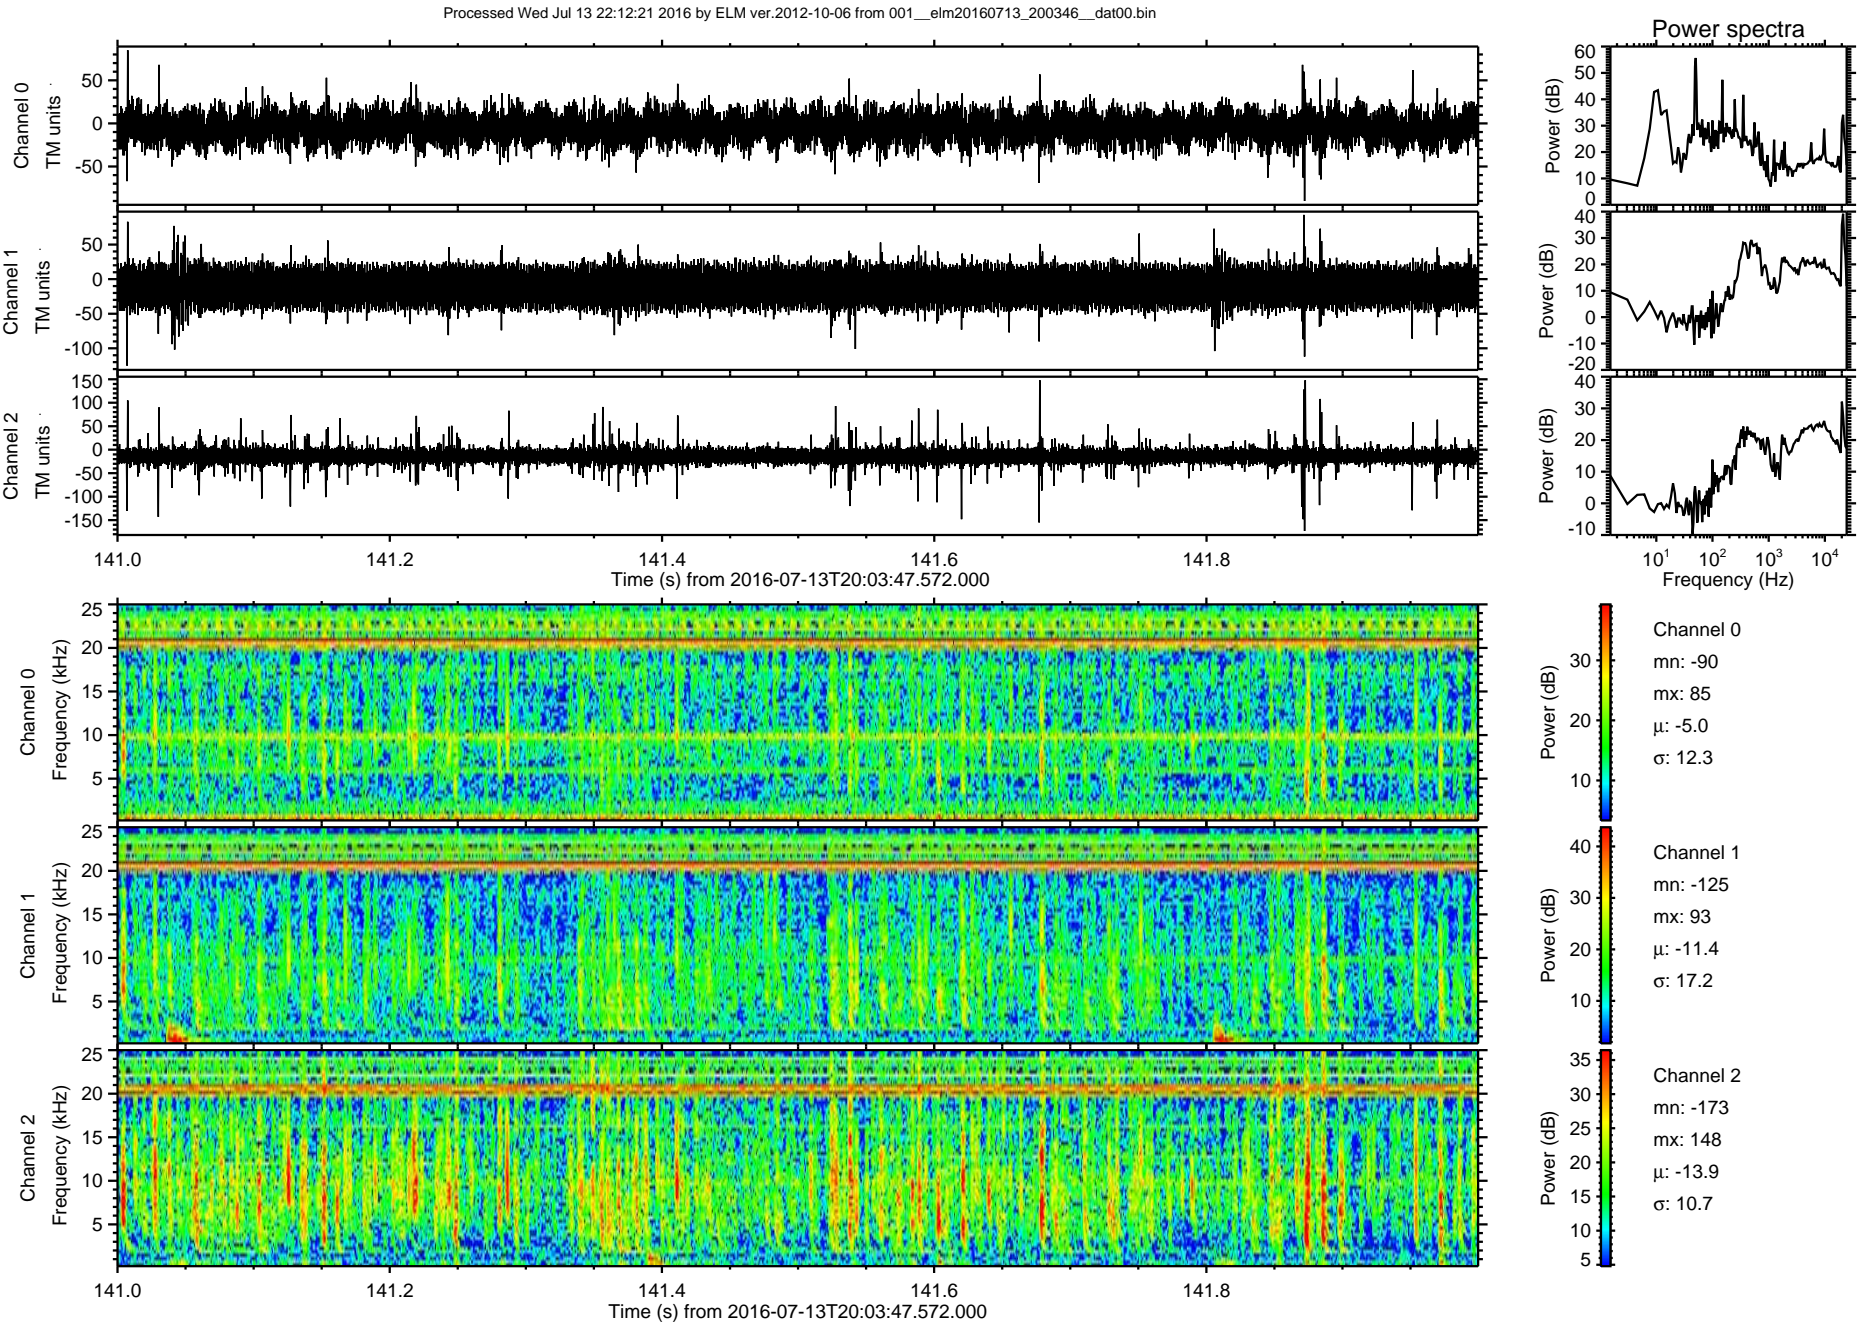 Processed Wed Jul 13 22:12:21 2016 by ELM ver.2012-10-06 from 001__elm20160713_200346__dat00.bin
Power spectra
Channel 0
TM units
50
0
-50
Power (dB)
60
50
40
30
20
10
0
Channel 1
TM units
50
0
-50
-100
Power (dB)
40
30
20
10
0
-10
-20
Channel 2
TM units
150
100
50
0
-50
-100
-150
Power (dB)
40
30
20
10
0
-10
141.0 141.2 141.4 141.6 141.8
Time (s) from 2016-07-13T20:03:47.572.000
10^1 10^2 10^3 10^4
Frequency (Hz)
Channel 0
Frequency (kHz)
25
20
15
10
5
Power (dB)
30
20
10
Channel 0
mn: -90
mx: 85
μ: -5.0
σ: 12.3
Channel 1
Frequency (kHz)
25
20
15
10
5
Power (dB)
40
30
20
10
Channel 1
mn: -125
mx: 93
μ: -11.4
σ: 17.2
Channel 2
Frequency (kHz)
25
20
15
10
5
Power (dB)
35
30
25
20
15
10
5
Channel 2
mn: -173
mx: 148
μ: -13.9
σ: 10.7
141.0 141.2 141.4 141.6 141.8
Time (s) from 2016-07-13T20:03:47.572.000